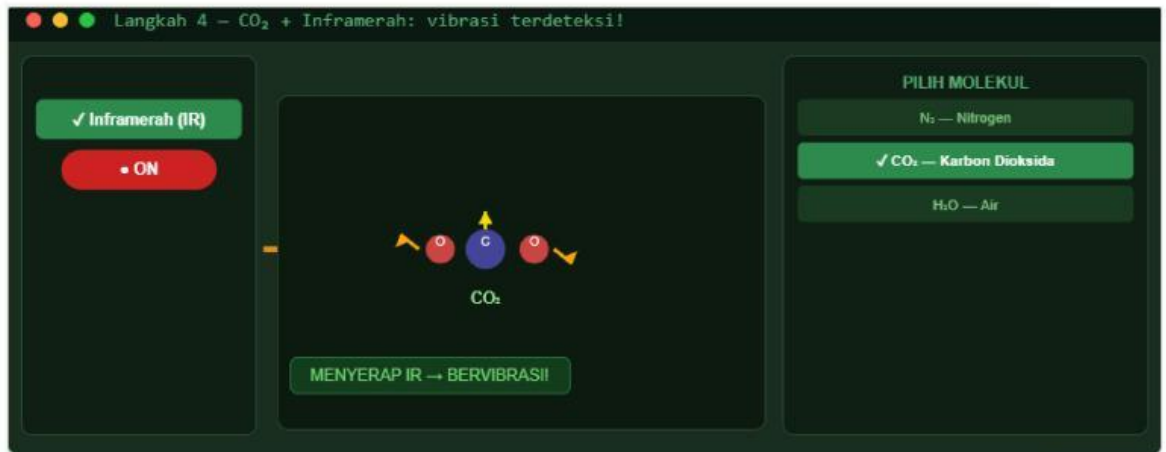 Langkah 4 — CO₂ + Inframerah: vibrasi terdeteksi!
✓ Inframerah (IR)
● ON
O C O
CO₂
MENYERAP IR → BERVIBRASI!
PILIH MOLEKUL
N₂ — Nitrogen
✓ CO₂ — Karbon Dioksida
H₂O — Air